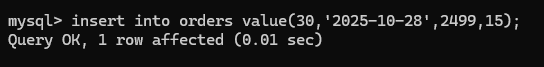 mysql> insert into orders value(30,'2025-10-28',2499,15);
Query OK, 1 row affected (0.01 sec)